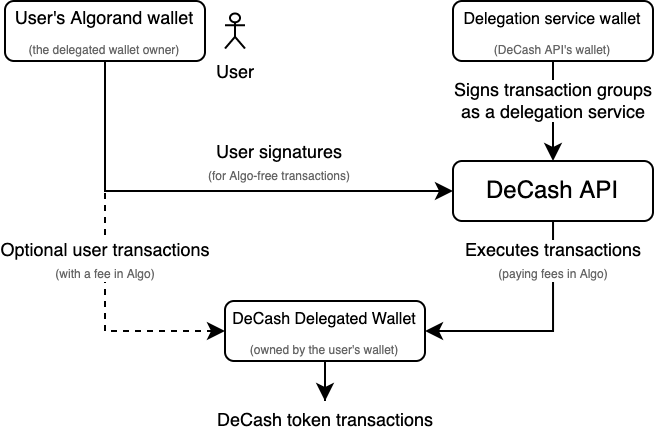 User's Algorand wallet
(the delegated wallet owner)
User
Delegation service wallet
(DeCash API's wallet)
Signs transaction groups
as a delegation service
User signatures
(for Algo-free transactions)
DeCash API
Optional user transactions
(with a fee in Algo)
Executes transactions
(paying fees in Algo)
DeCash Delegated Wallet
(owned by the user's wallet)
DeCash token transactions